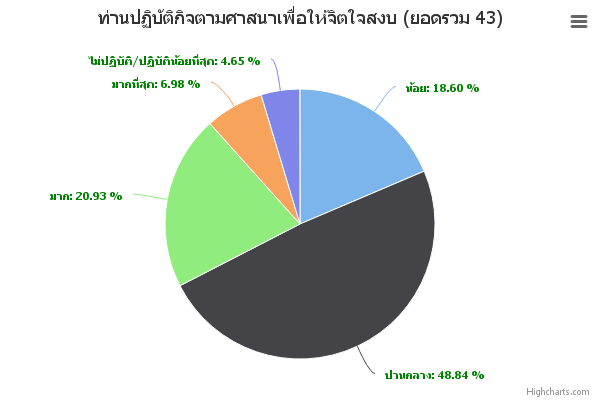 ท่านปฏิบัติกิจตามศาสนาเพื่อให้จิตใจสงบ (ยอดรวม 43)
ไม่ปฏิบัติ/ปฏิบัติน้อยที่สุด: 4.65 %
มากที่สุด: 6.98 %
น้อย: 18.60 %
มาก: 20.93 %
ปานกลาง: 48.84 %
Highcharts.com